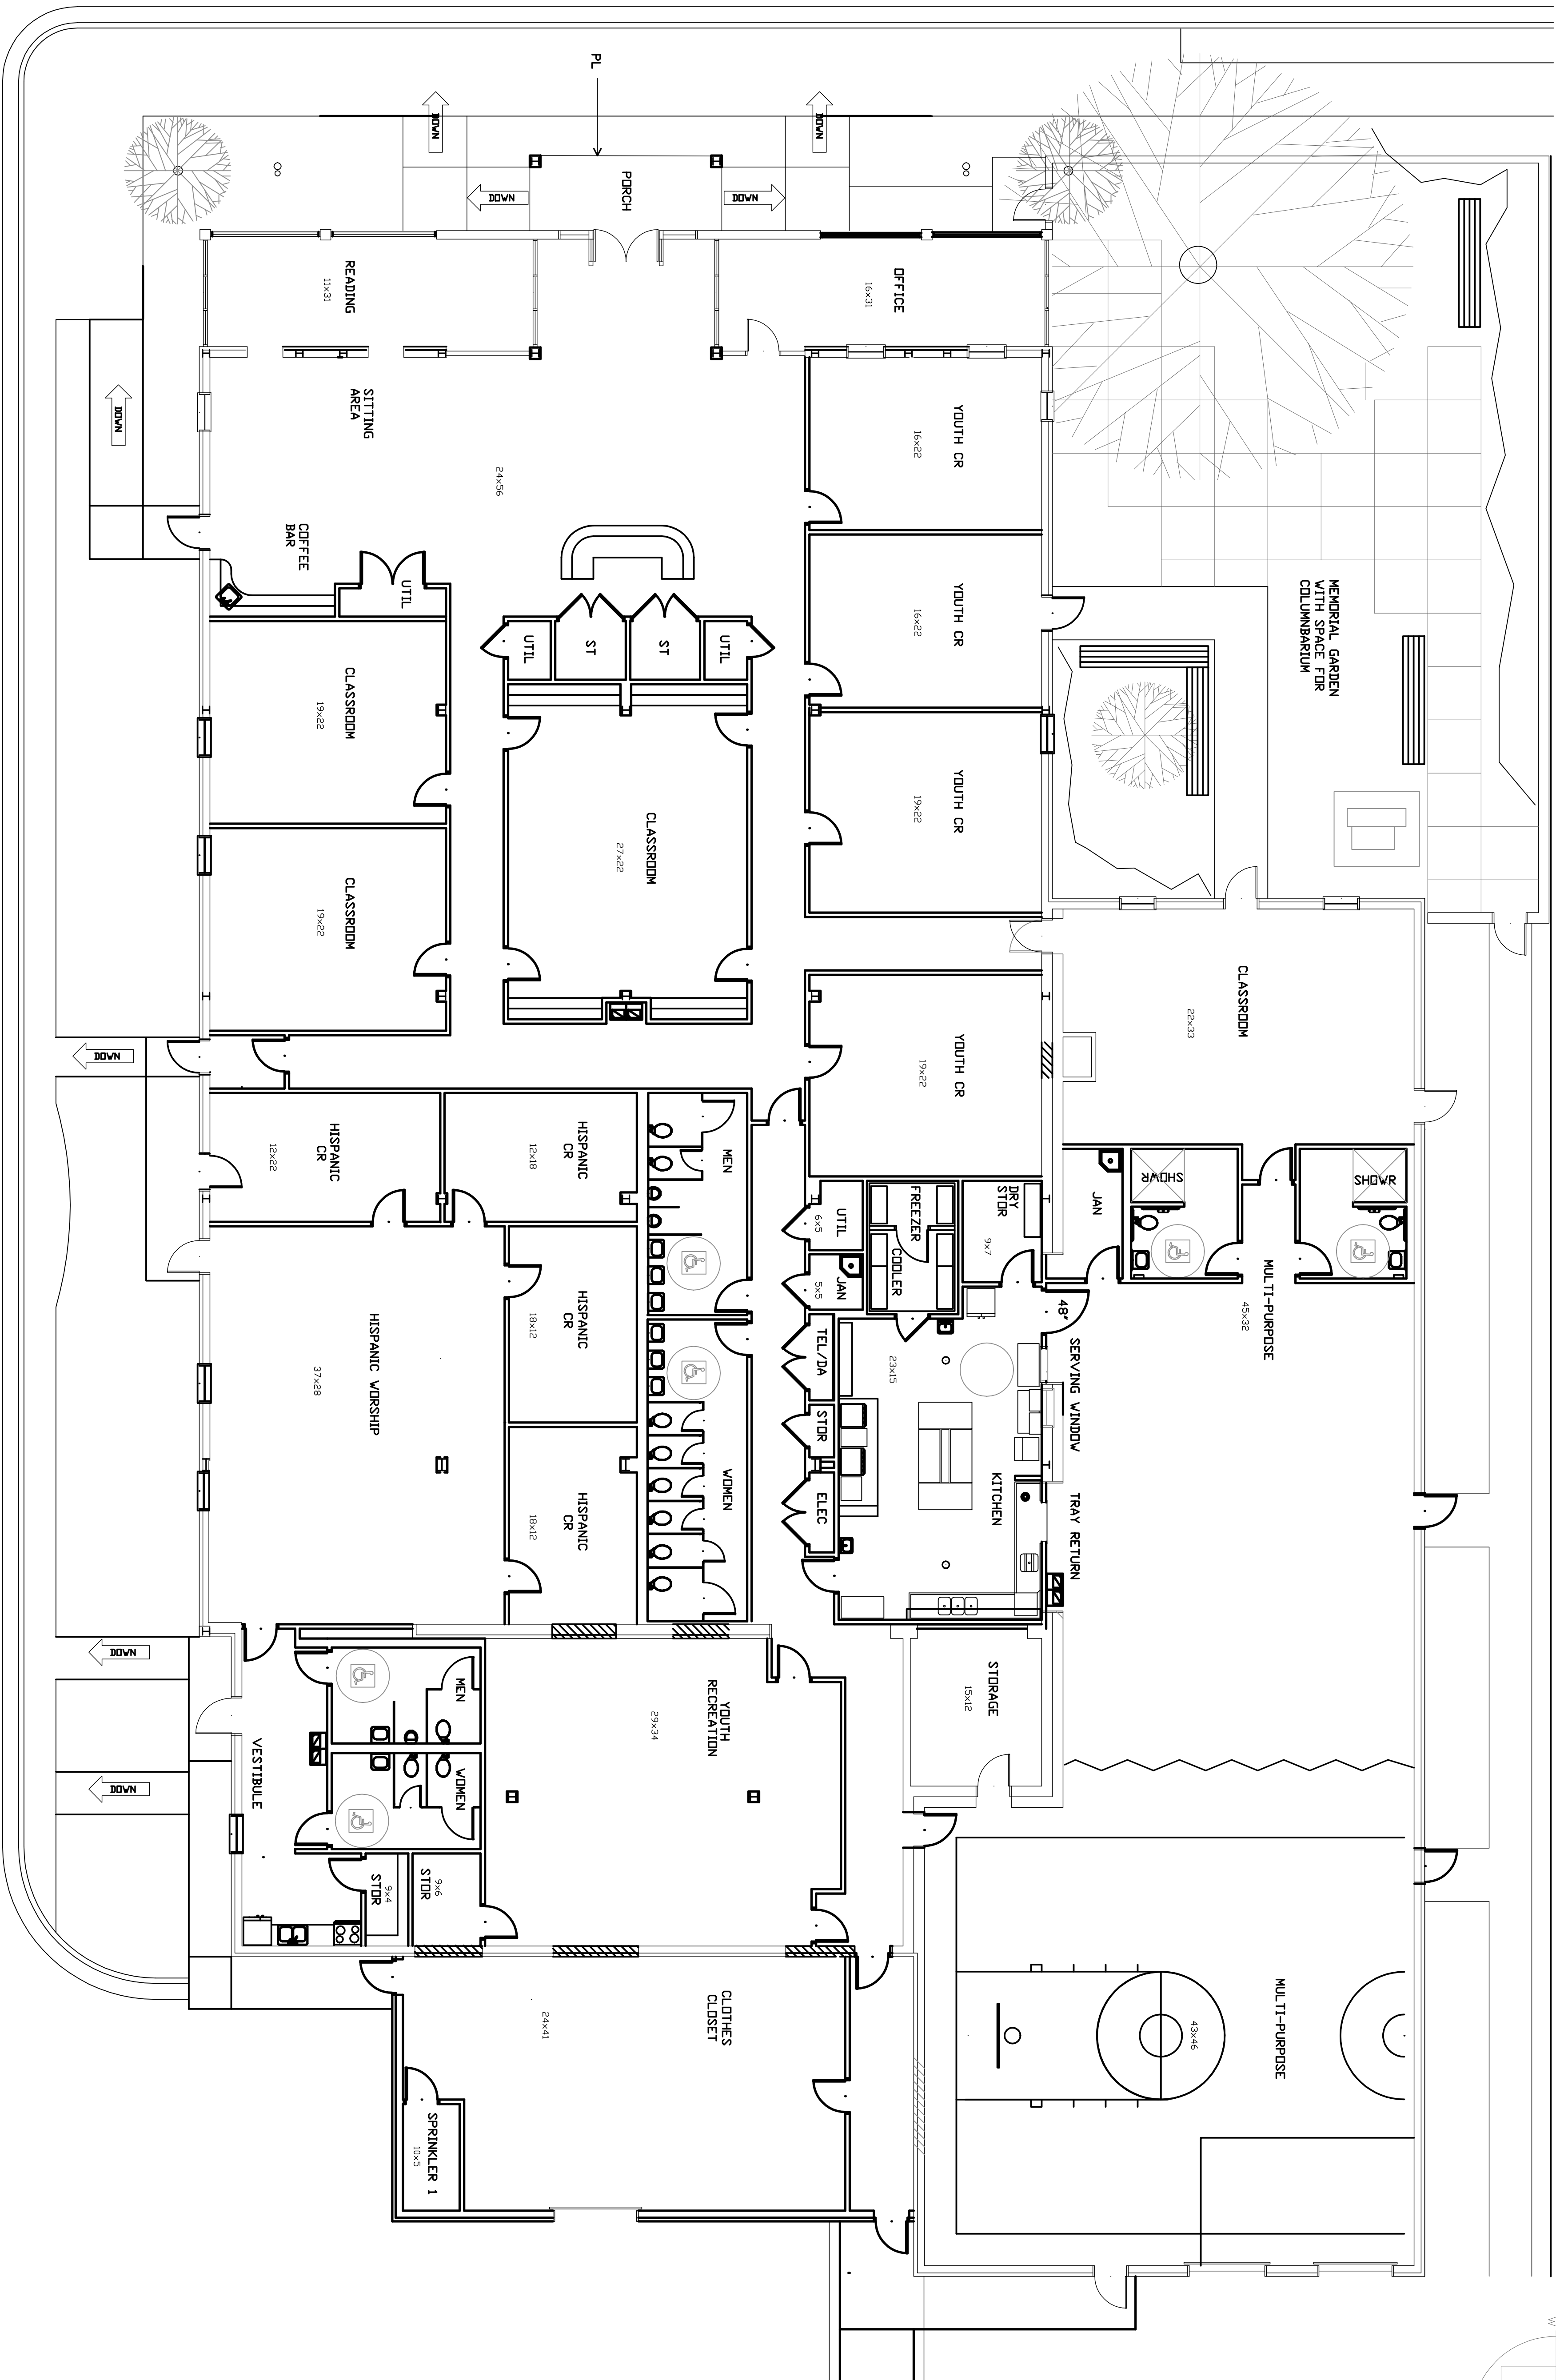 PL
DOWN
DOWN
DOWN
DOWN
PORCH
READING
11x31
OFFICE
16x31
SITTING
AREA
24x56
DOWN
COFFEE
BAR
UTIL
YOUTH CR
16x22
YOUTH CR
16x22
YOUTH CR
19x22
MEMORIAL GARDEN
WITH SPACE FOR
COLUMNBARIUM
UTIL
ST
ST
UTIL
CLASSROOM
19x22
CLASSROOM
27x22
CLASSROOM
19x22
CLASSROOM
22x33
YOUTH CR
19x22
DOWN
HISPANIC
CR
12x22
HISPANIC
CR
12x18
MEN
UTIL
6x5
FREEZER
DRY
STOR
9x7
JAN
SHOWR
SHOWR
JAN
5x5
COOLER
48"
MULTI-PURPOSE
45x32
HISPANIC WORSHIP
37x28
HISPANIC
CR
18x12
TEL/DA
23x15
SERVING WINDOW
STOR
HISPANIC
CR
18x12
WOMEN
ELEC
KITCHEN
TRAY RETURN
DOWN
MEN
YOUTH
RECREATION
29x34
STORAGE
15x12
DOWN
VESTIBULE
WOMEN
STOR
9x4
STOR
9x6
CLOTHES
CLOSET
24x41
MULTI-PURPOSE
43x46
SPRINKLER 1
10x5